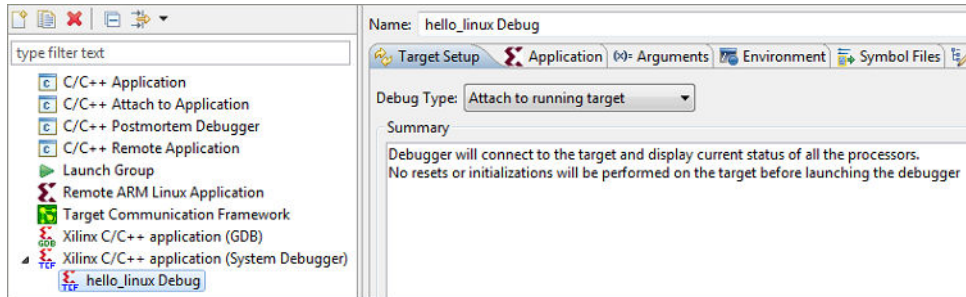 type filter text
C/C++ Application
C/C++ Attach to Application
C/C++ Postmortem Debugger
C/C++ Remote Application
Launch Group
Remote ARM Linux Application
Target Communication Framework
GDB Xilinx C/C++ application (GDB)
TCF Xilinx C/C++ application (System Debugger)
TCF hello_linux Debug
Name: hello_linux Debug
Target Setup Application (x)= Arguments Environment Symbol Files
Debug Type: Attach to running target
Summary
Debugger will connect to the target and display current status of all the processors.
No resets or initializations will be performed on the target before launching the debugger